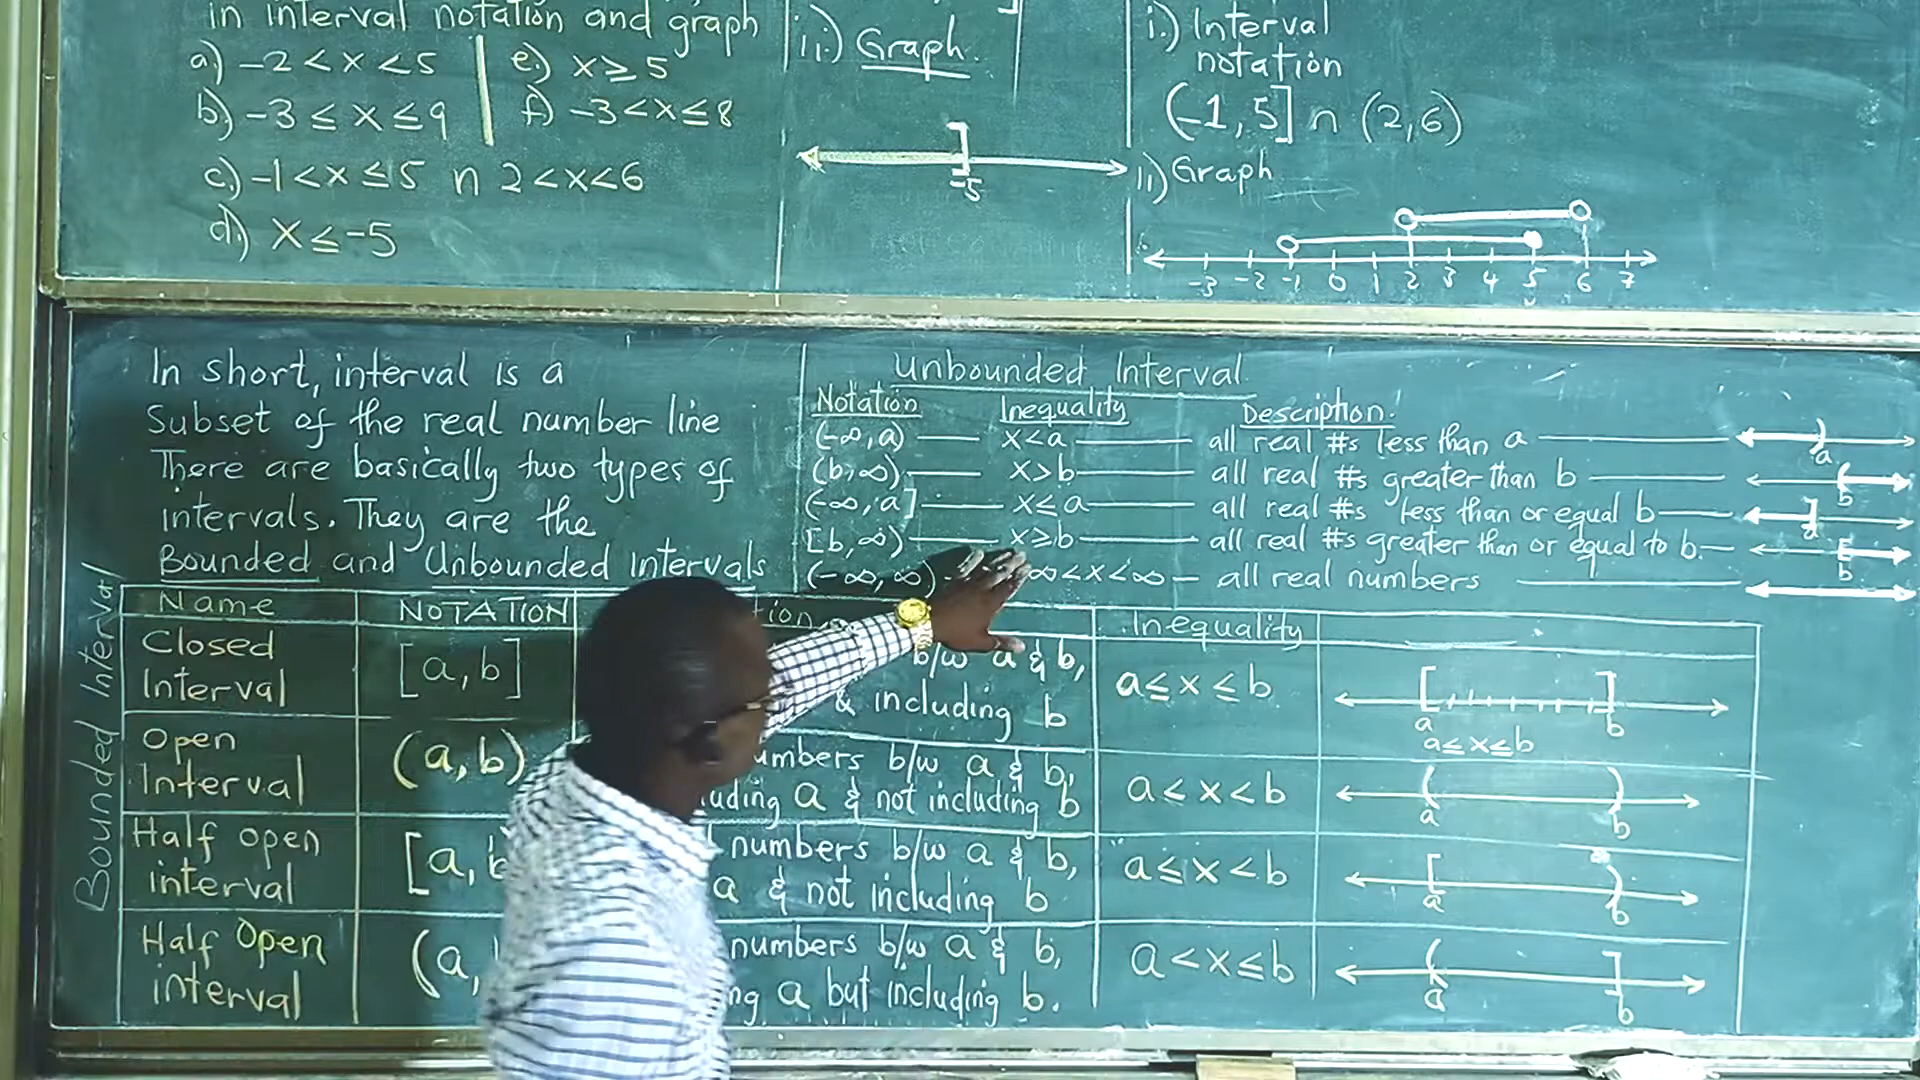 in interval notation and graph
a.) -2 < x < 5
b) -3 ≤ x ≤ 9
c.) -1 < x ≤ 5 n 2 < x < 6
d.) x ≤ -5
e.) x ≥ 5
f.) -3 < x ≤ 8
ii.) Graph.
-5
i.) Interval
notation
(-1, 5] n (2, 6)
ii) Graph
-3 -2 -1 0 1 2 3 4 5 6 7
In short, interval is a
Subset of the real number line
There are basically two types of
intervals. They are the
Bounded and Unbounded Intervals
Unbounded Interval
Notation Inequality Description.
(-∞, a) x < a all real #s less than a a
(b, ∞) x > b all real #s greater than b b
(-∞, a] x ≤ a all real #s less than or equal b a
[b, ∞) x ≥ b all real #s greater than or equal to b. b
(-∞, ∞) ∞ < x < ∞ all real numbers
Bounded Interval
Name NOTATION Inequality
Closed
Interval
[a, b]
b/w a & b,
& including b
a ≤ x ≤ b
a b
a ≤ x ≤ b
Open
Interval
(a, b)
b/w a & b,
a & not including b
a < x < b
a b
Half open
interval
[a, b
numbers b/w a & b,
a & not including b
a ≤ x < b
a b
Half Open
interval
(a,
numbers b/w a & b,
a but including b.
a < x ≤ b
a b